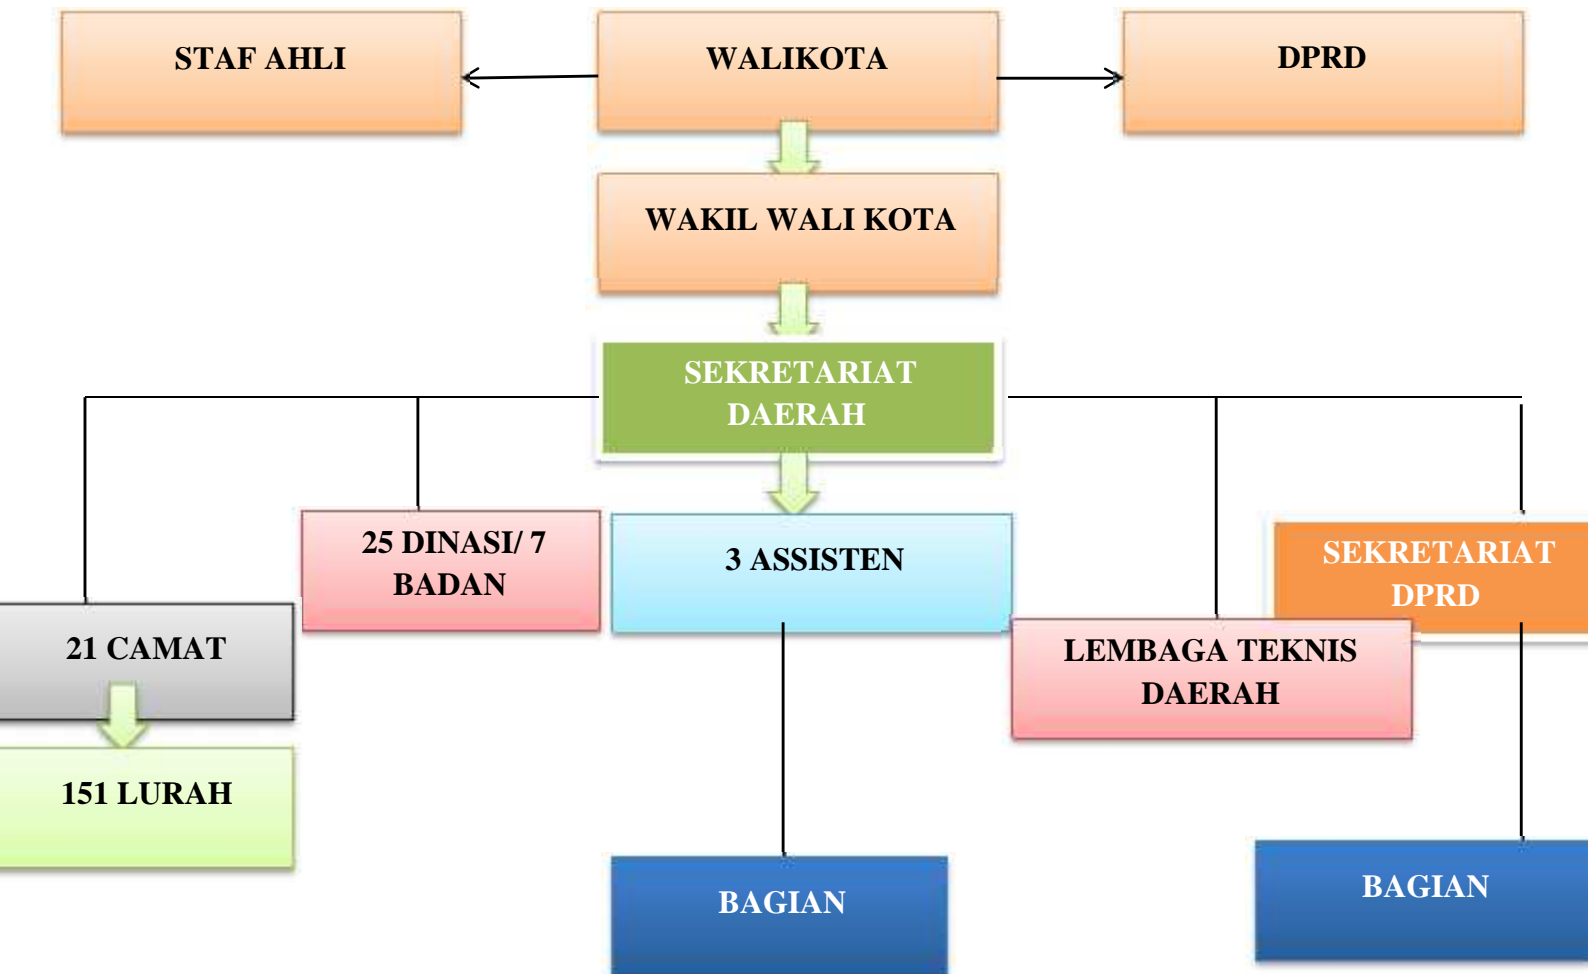 STAF AHLI
WALIKOTA
DPRD
WAKIL WALI KOTA
SEKRETARIAT
DAERAH
25 DINASI/ 7
BADAN
3 ASSISTEN
SEKRETARIAT
DPRD
21 CAMAT
LEMBAGA TEKNIS
DAERAH
151 LURAH
BAGIAN
BAGIAN